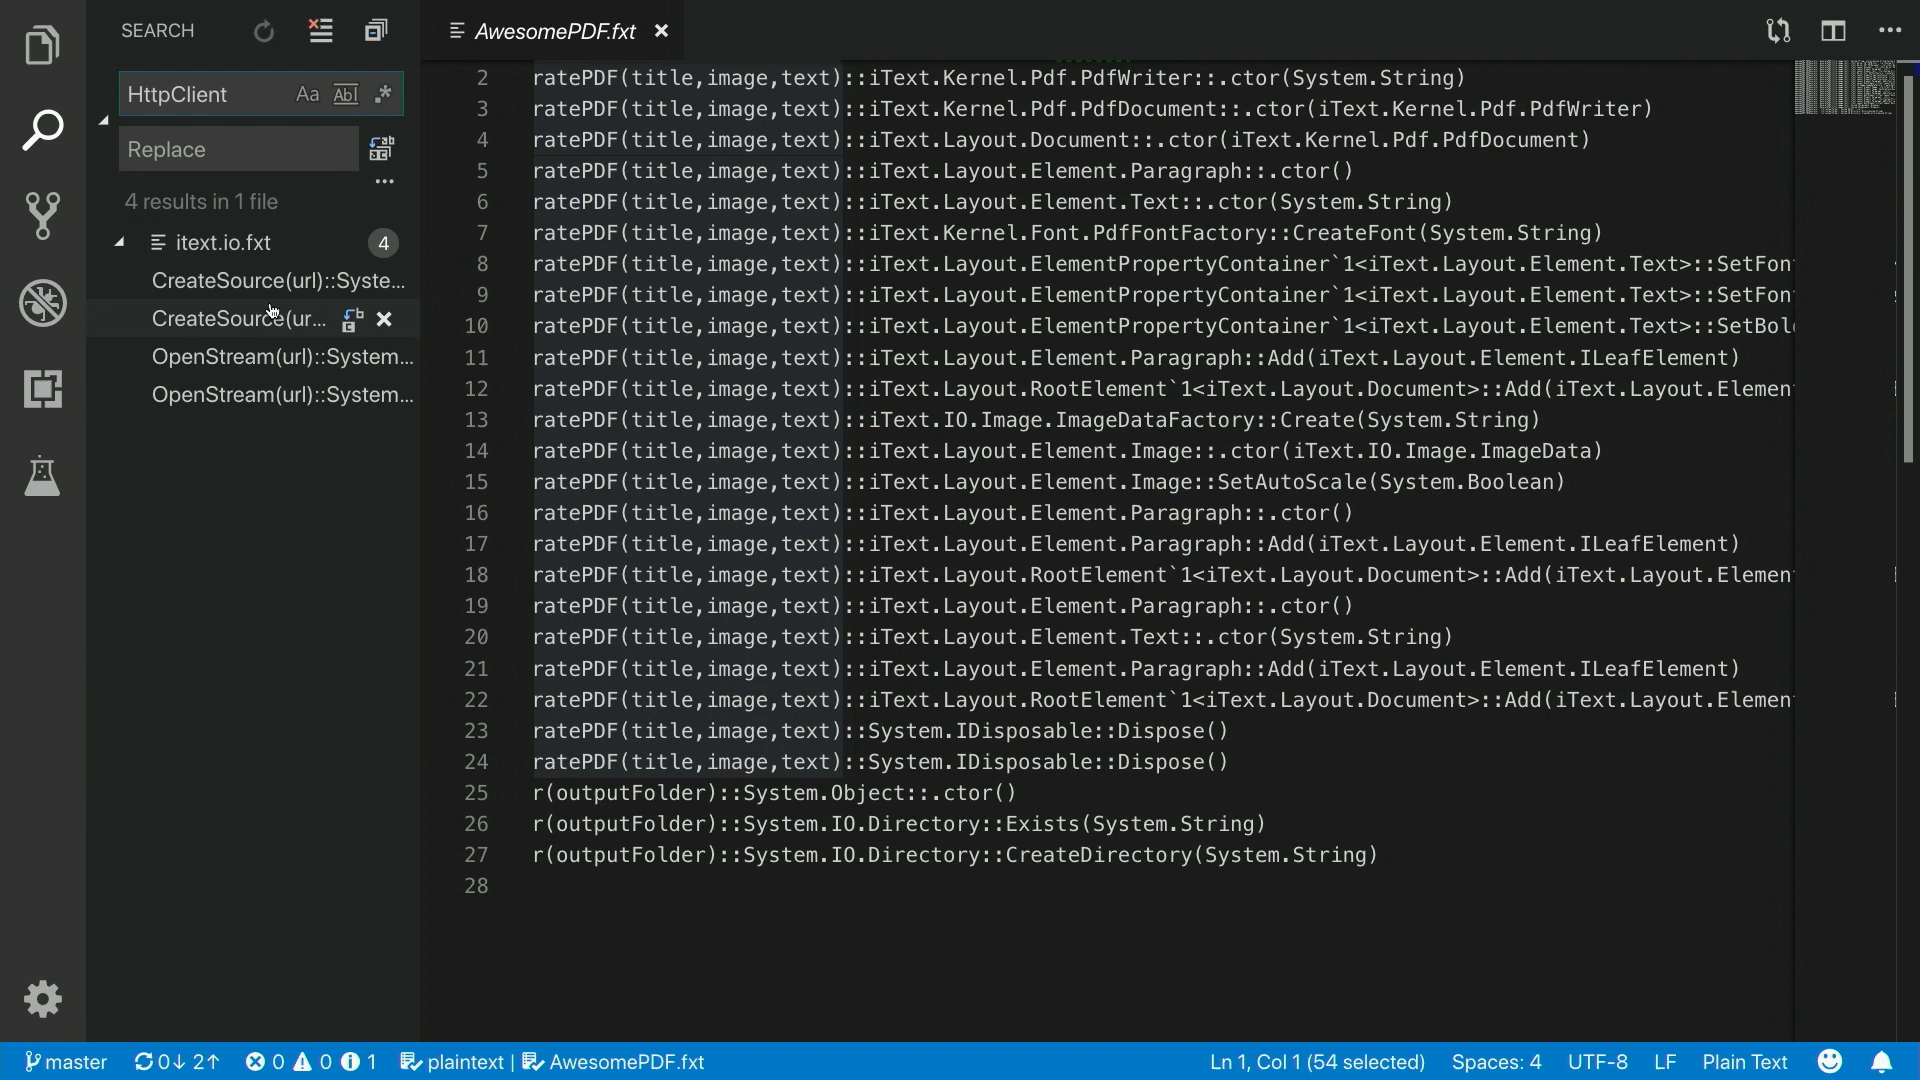 SEARCH
AwesomePDF.fxt
HttpClient
Aa
Abl
.*
Replace
4 results in 1 file
itext.io.fxt
4
CreateSource(url)::Syste...
CreateSource(ur...
OpenStream(url)::System...
OpenStream(url)::System...
2 ratePDF(title,image,text)::iText.Kernel.Pdf.PdfWriter::.ctor(System.String)
3 ratePDF(title,image,text)::iText.Kernel.Pdf.PdfDocument::.ctor(iText.Kernel.Pdf.PdfWriter)
4 ratePDF(title,image,text)::iText.Layout.Document::.ctor(iText.Kernel.Pdf.PdfDocument)
5 ratePDF(title,image,text)::iText.Layout.Element.Paragraph::.ctor()
6 ratePDF(title,image,text)::iText.Layout.Element.Text::.ctor(System.String)
7 ratePDF(title,image,text)::iText.Kernel.Font.PdfFontFactory::CreateFont(System.String)
8 ratePDF(title,image,text)::iText.Layout.ElementPropertyContainer`1<iText.Layout.Element.Text>::SetFon
9 ratePDF(title,image,text)::iText.Layout.ElementPropertyContainer`1<iText.Layout.Element.Text>::SetFon
10 ratePDF(title,image,text)::iText.Layout.ElementPropertyContainer`1<iText.Layout.Element.Text>::SetBol
11 ratePDF(title,image,text)::iText.Layout.Element.Paragraph::Add(iText.Layout.Element.ILeafElement)
12 ratePDF(title,image,text)::iText.Layout.RootElement`1<iText.Layout.Document>::Add(iText.Layout.Elemen
13 ratePDF(title,image,text)::iText.IO.Image.ImageDataFactory::Create(System.String)
14 ratePDF(title,image,text)::iText.Layout.Element.Image::.ctor(iText.IO.Image.ImageData)
15 ratePDF(title,image,text)::iText.Layout.Element.Image::SetAutoScale(System.Boolean)
16 ratePDF(title,image,text)::iText.Layout.Element.Paragraph::.ctor()
17 ratePDF(title,image,text)::iText.Layout.Element.Paragraph::Add(iText.Layout.Element.ILeafElement)
18 ratePDF(title,image,text)::iText.Layout.RootElement`1<iText.Layout.Document>::Add(iText.Layout.Elemen
19 ratePDF(title,image,text)::iText.Layout.Element.Paragraph::.ctor()
20 ratePDF(title,image,text)::iText.Layout.Element.Text::.ctor(System.String)
21 ratePDF(title,image,text)::iText.Layout.Element.Paragraph::Add(iText.Layout.Element.ILeafElement)
22 ratePDF(title,image,text)::iText.Layout.RootElement`1<iText.Layout.Document>::Add(iText.Layout.Elemen
23 ratePDF(title,image,text)::System.IDisposable::Dispose()
24 ratePDF(title,image,text)::System.IDisposable::Dispose()
25 r(outputFolder)::System.Object::.ctor()
26 r(outputFolder)::System.IO.Directory::Exists(System.String)
27 r(outputFolder)::System.IO.Directory::CreateDirectory(System.String)
28
master 0↓ 2↑ 0 0 1 plaintext | AwesomePDF.fxt Ln 1, Col 1 (54 selected) Spaces: 4 UTF-8 LF Plain Text